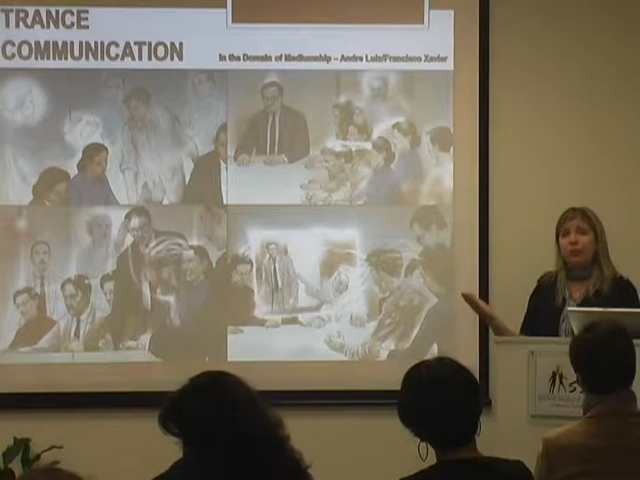 TRANCE
COMMUNICATION
In the Domain of Mediumship – Andre Luiz/Francisco Xavier